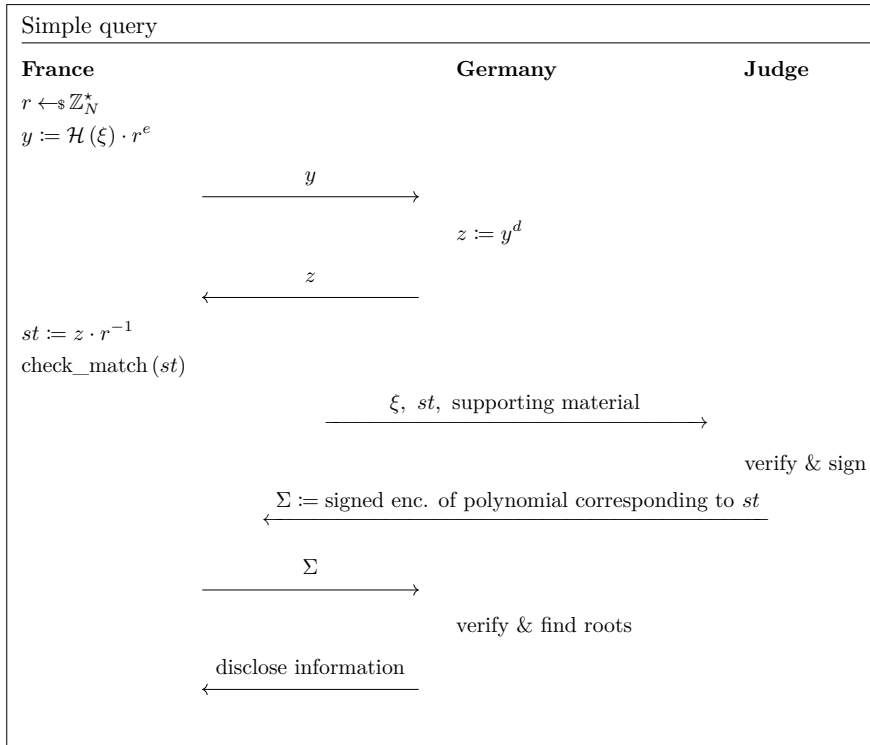 Simple query
France Germany Judge
r ←$ ℤ⋆N
y := ℋ (ξ) · r^e
y
z := y^d
z
st := z · r^−1
check_match (st)
ξ, st, supporting material
verify & sign
Σ := signed enc. of polynomial corresponding to st
Σ
verify & find roots
disclose information